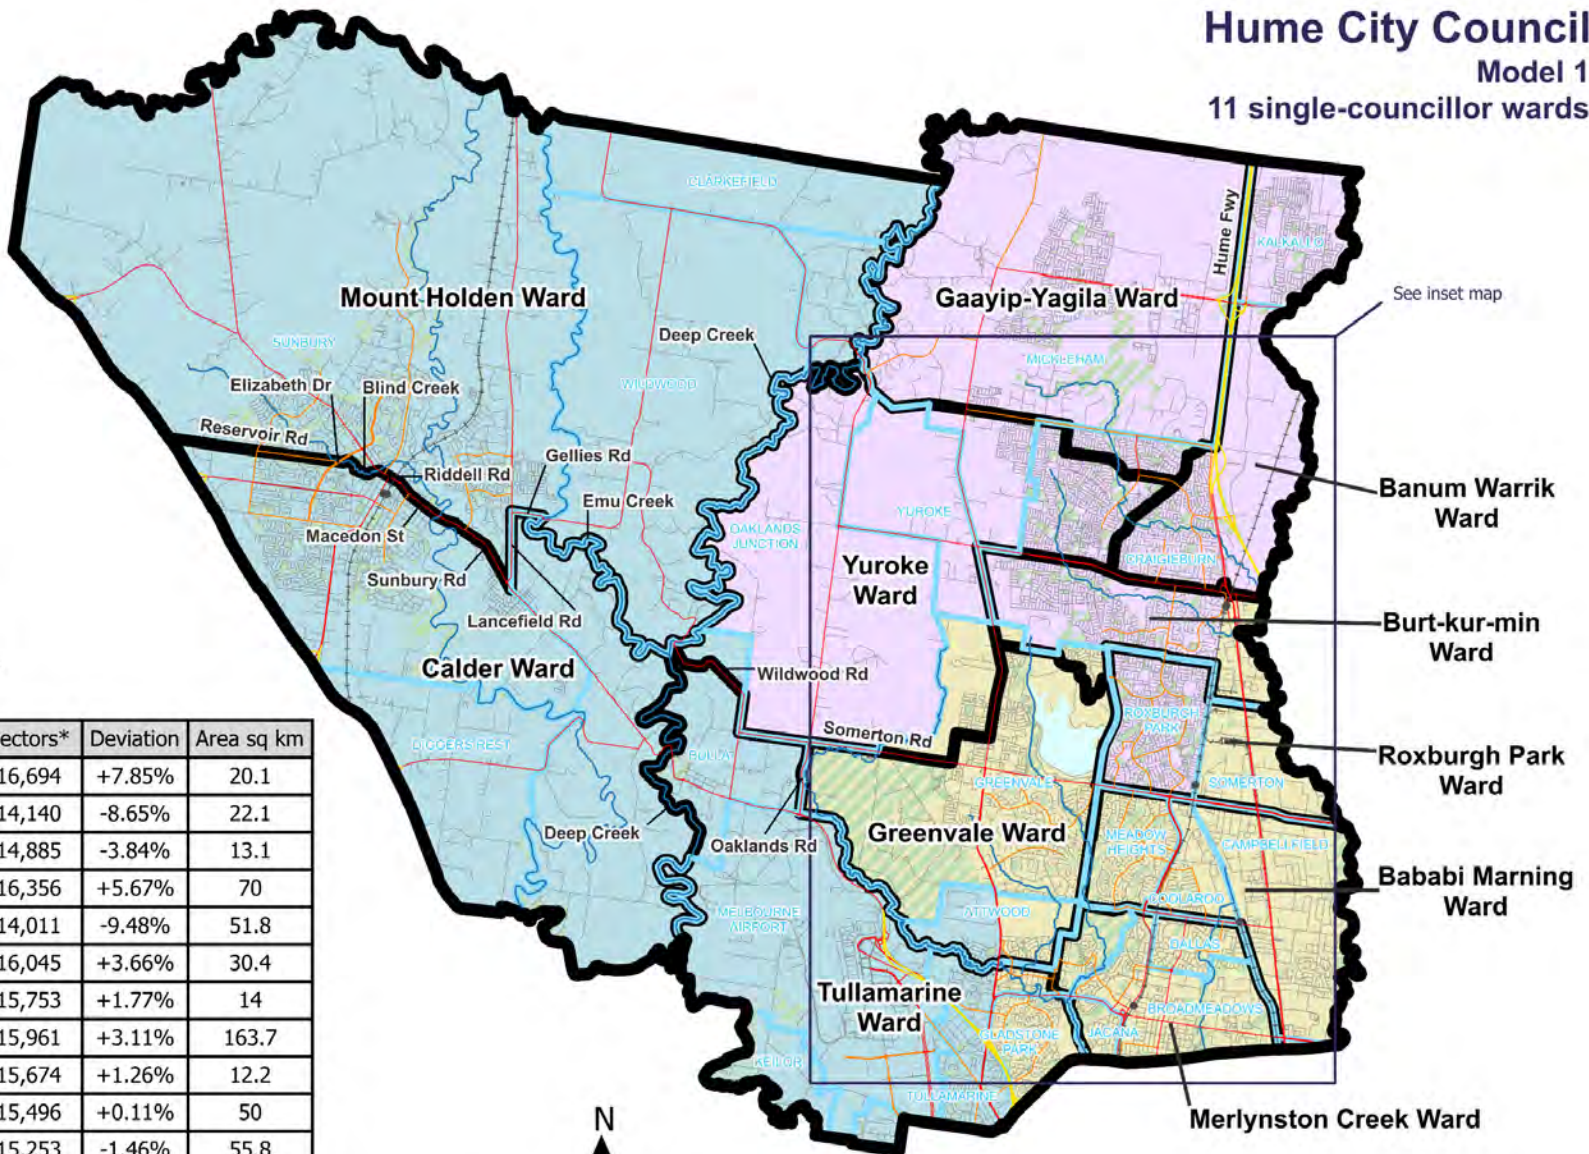 Hume City Council
Model 1
11 single-councillor wards
CLARKEFIELD
Hume Fwy
KALKALLO
Mount Holden Ward
Gaayip-Yagila Ward
See inset map
SUNBURY
Deep Creek
MICKLEHAM
Elizabeth Dr
Blind Creek
WILDWOOD
Reservoir Rd
Riddell Rd
Gellies Rd
Banum Warrik
Ward
Emu Creek
Macedon St
OAKLANDS
JUNCTION
YUROKE
CRAIGIEBURN
Sunbury Rd
Yuroke
Ward
Lancefield Rd
Burt-kur-min
Ward
Calder Ward
Wildwood Rd
ROXBURGH
PARK
Somerton Rd
DIGGERS REST
BULLA
Roxburgh Park
Ward
GREENVALE
SOMERTON
Deep Creek
Oaklands Rd
Greenvale Ward
MEADOW
HEIGHTS
CAMPBELLFIELD
Bababi Marning
Ward
COOLAROO
MELBOURNE
AIRPORT
ATTWOOD
DALLAS
Tullamarine
Ward
BROADMEADOWS
GLADSTONE
PARK
JACANA
KEILOR
TULLAMARINE
Merlynston Creek Ward
N
ectors* Deviation Area sq km
16,694 +7.85% 20.1
14,140 -8.65% 22.1
14,885 -3.84% 13.1
16,356 +5.67% 70
14,011 -9.48% 51.8
16,045 +3.66% 30.4
15,753 +1.77% 14
15,961 +3.11% 163.7
15,674 +1.26% 12.2
15,496 +0.11% 50
15,253 -1.46% 55.8